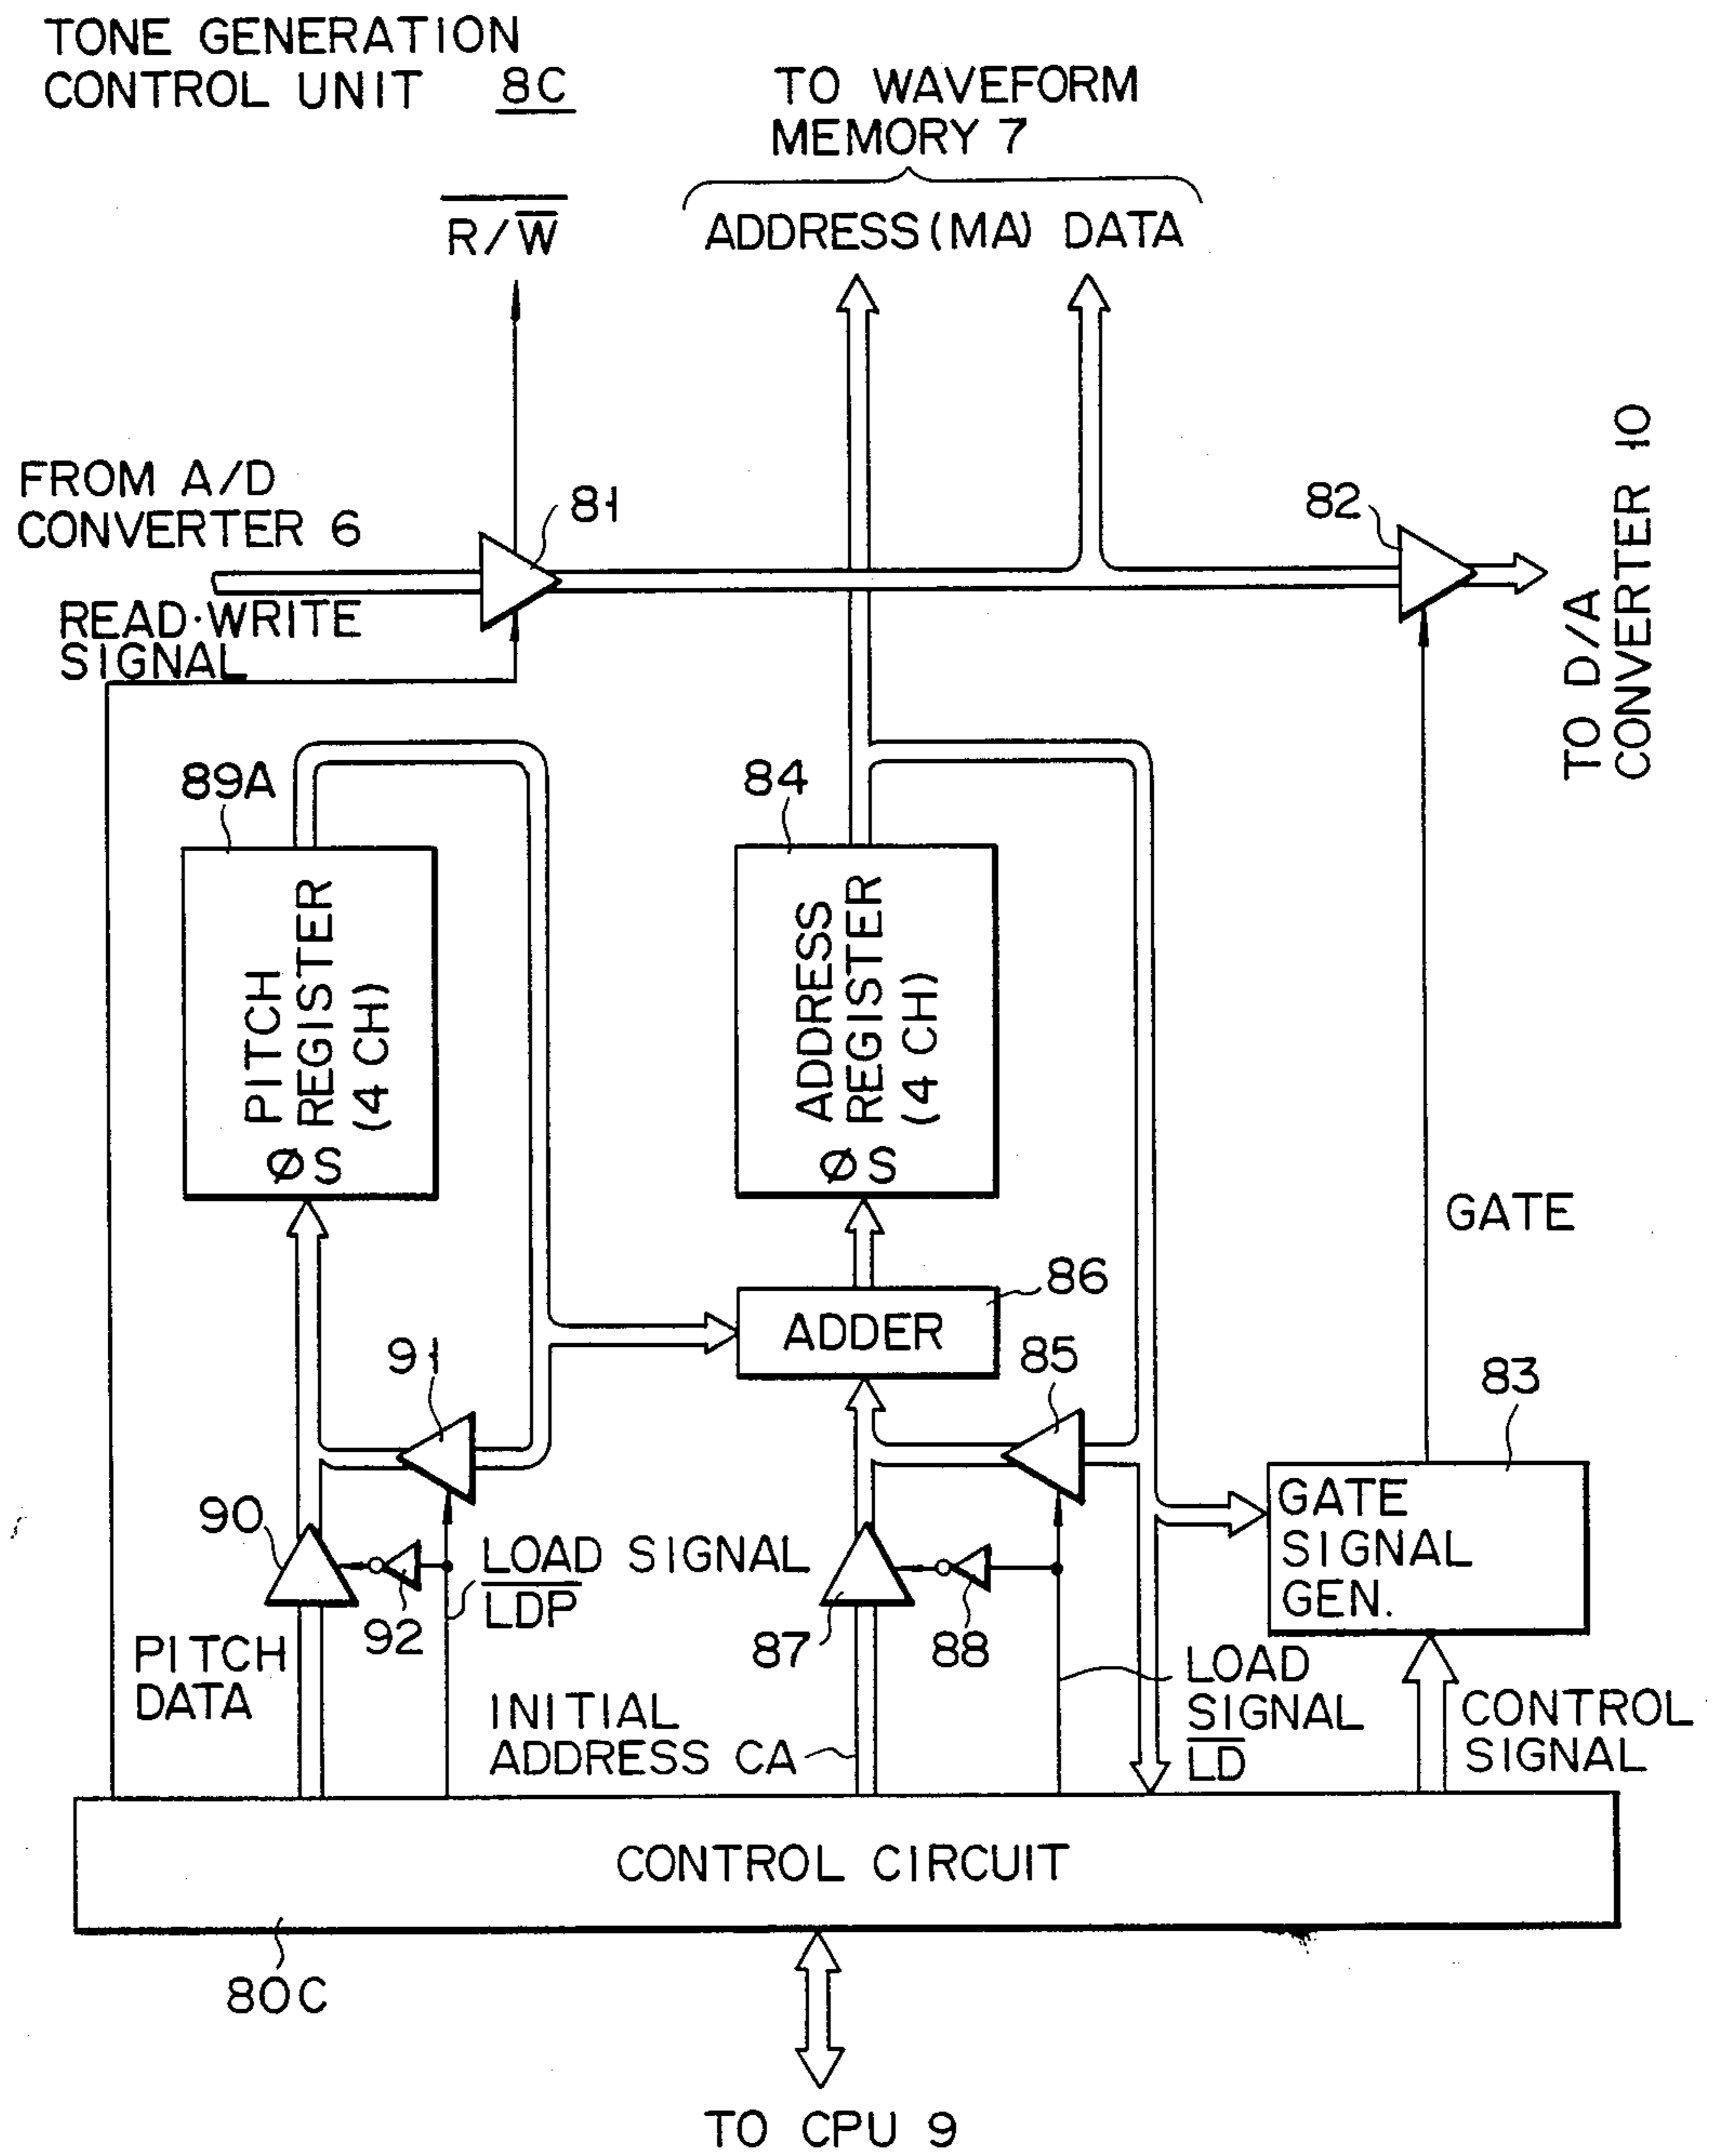 TONE GENERATION
CONTROL UNIT 8C
TO WAVEFORM
MEMORY 7
R/W̅
ADDRESS (MA) DATA
FROM A/D
CONVERTER 6
81
82
TO D/A
CONVERTER 10
READ·WRITE
SIGNAL
89A
84
PITCH
REGISTER
(4 CH)
ØS
ADDRESS
REGISTER
(4 CH)
ØS
GATE
86
ADDER
91
85
83
90
GATE
SIGNAL
GEN.
LOAD SIGNAL
L̅D̅P̅
92
87
88
PITCH
DATA
INITIAL
ADDRESS CA
LOAD
SIGNAL
L̅D̅
CONTROL
SIGNAL
CONTROL CIRCUIT
80C
TO CPU 9